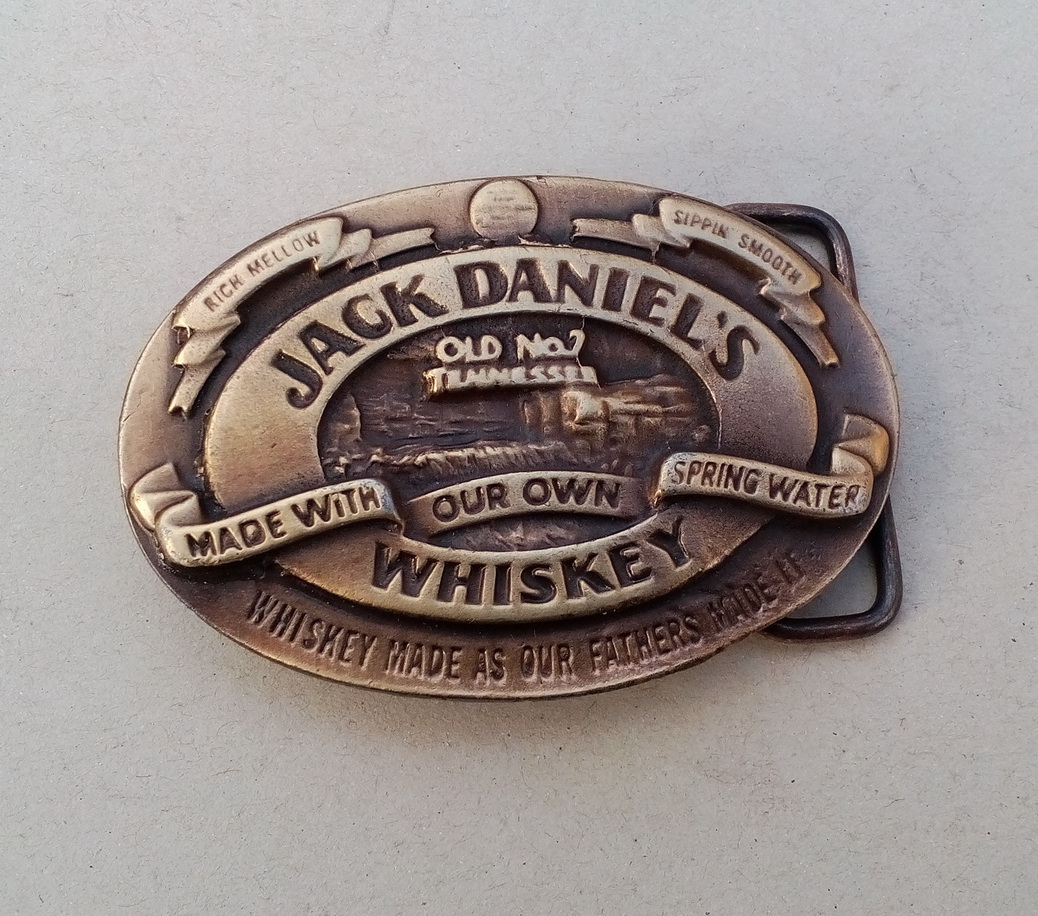 RICH MELLOW
SIPPIN' SMOOTH
JACK DANIEL'S
OLD No.7
TENNESSEE
MADE WITH OUR OWN SPRING WATER
WHISKEY
WHISKEY MADE AS OUR FATHERS MADE IT